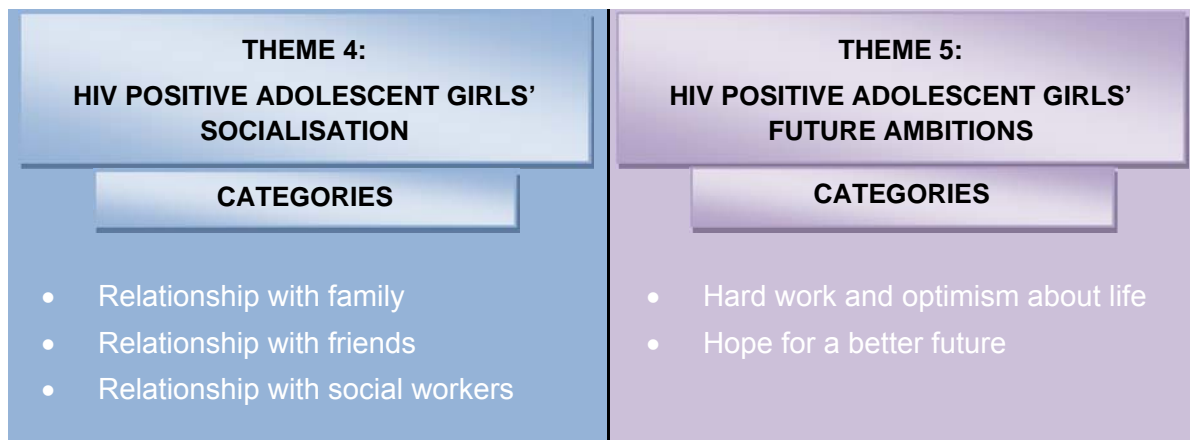 THEME 4:
HIV POSITIVE ADOLESCENT GIRLS'
SOCIALISATION
CATEGORIES
• Relationship with family
• Relationship with friends
• Relationship with social workers
THEME 5:
HIV POSITIVE ADOLESCENT GIRLS'
FUTURE AMBITIONS
CATEGORIES
• Hard work and optimism about life
• Hope for a better future